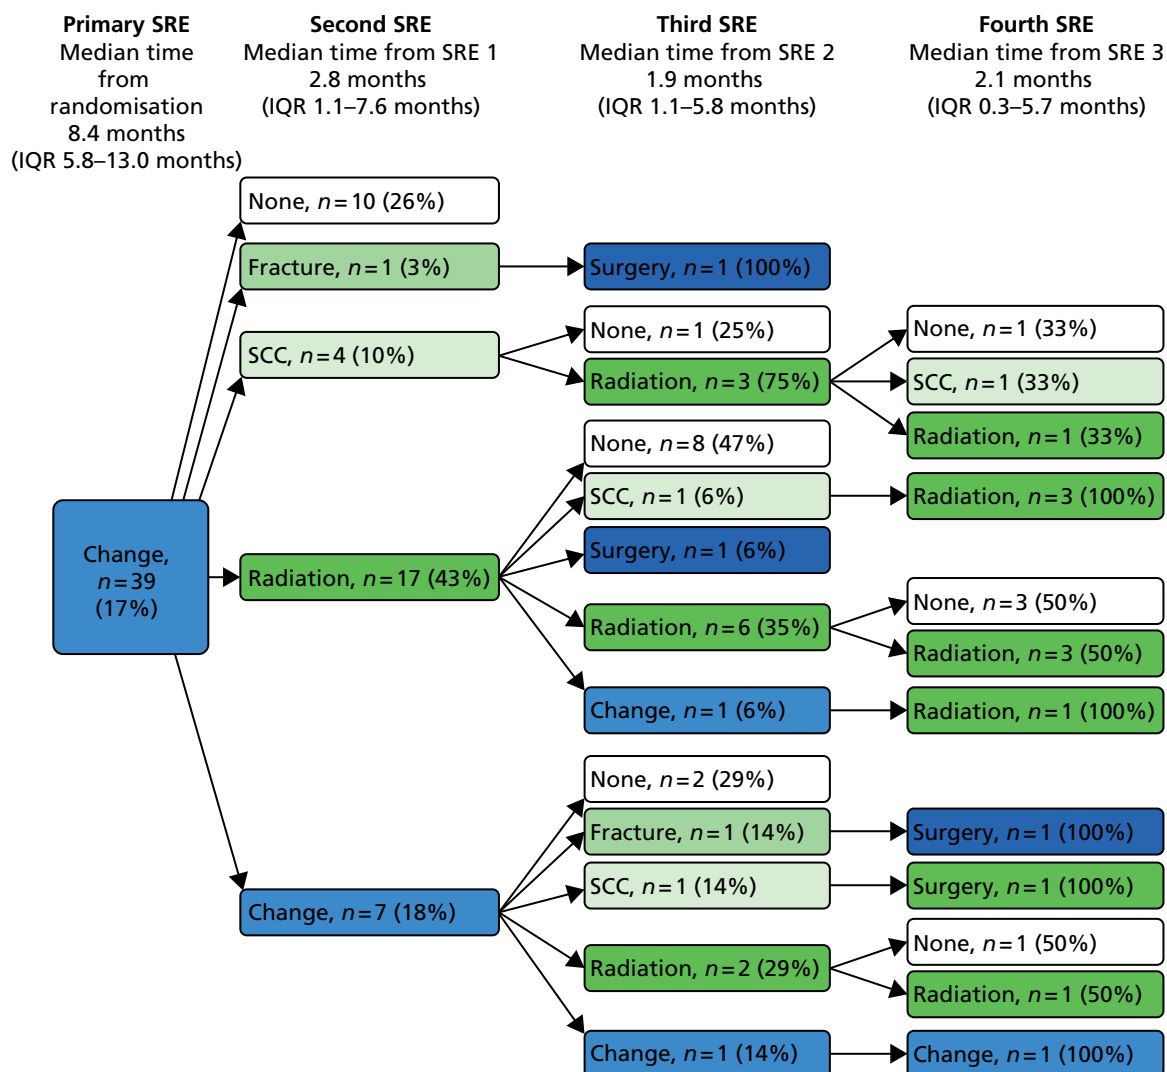 Primary SRE
Median time
from
randomisation
8.4 months
(IQR 5.8–13.0 months)
Second SRE
Median time from SRE 1
2.8 months
(IQR 1.1–7.6 months)
Third SRE
Median time from SRE 2
1.9 months
(IQR 1.1–5.8 months)
Fourth SRE
Median time from SRE 3
2.1 months
(IQR 0.3–5.7 months)
Change,
n=39
(17%)
None, n=10 (26%)
Fracture, n=1 (3%)
SCC, n=4 (10%)
Radiation, n=17 (43%)
Change, n=7 (18%)
Surgery, n=1 (100%)
None, n=1 (25%)
Radiation, n=3 (75%)
None, n=8 (47%)
SCC, n=1 (6%)
Surgery, n=1 (6%)
Radiation, n=6 (35%)
Change, n=1 (6%)
None, n=2 (29%)
Fracture, n=1 (14%)
SCC, n=1 (14%)
Radiation, n=2 (29%)
Change, n=1 (14%)
None, n=1 (33%)
SCC, n=1 (33%)
Radiation, n=1 (33%)
Radiation, n=3 (100%)
None, n=3 (50%)
Radiation, n=3 (50%)
Radiation, n=1 (100%)
Surgery, n=1 (100%)
Surgery, n=1 (100%)
None, n=1 (50%)
Radiation, n=1 (50%)
Change, n=1 (100%)